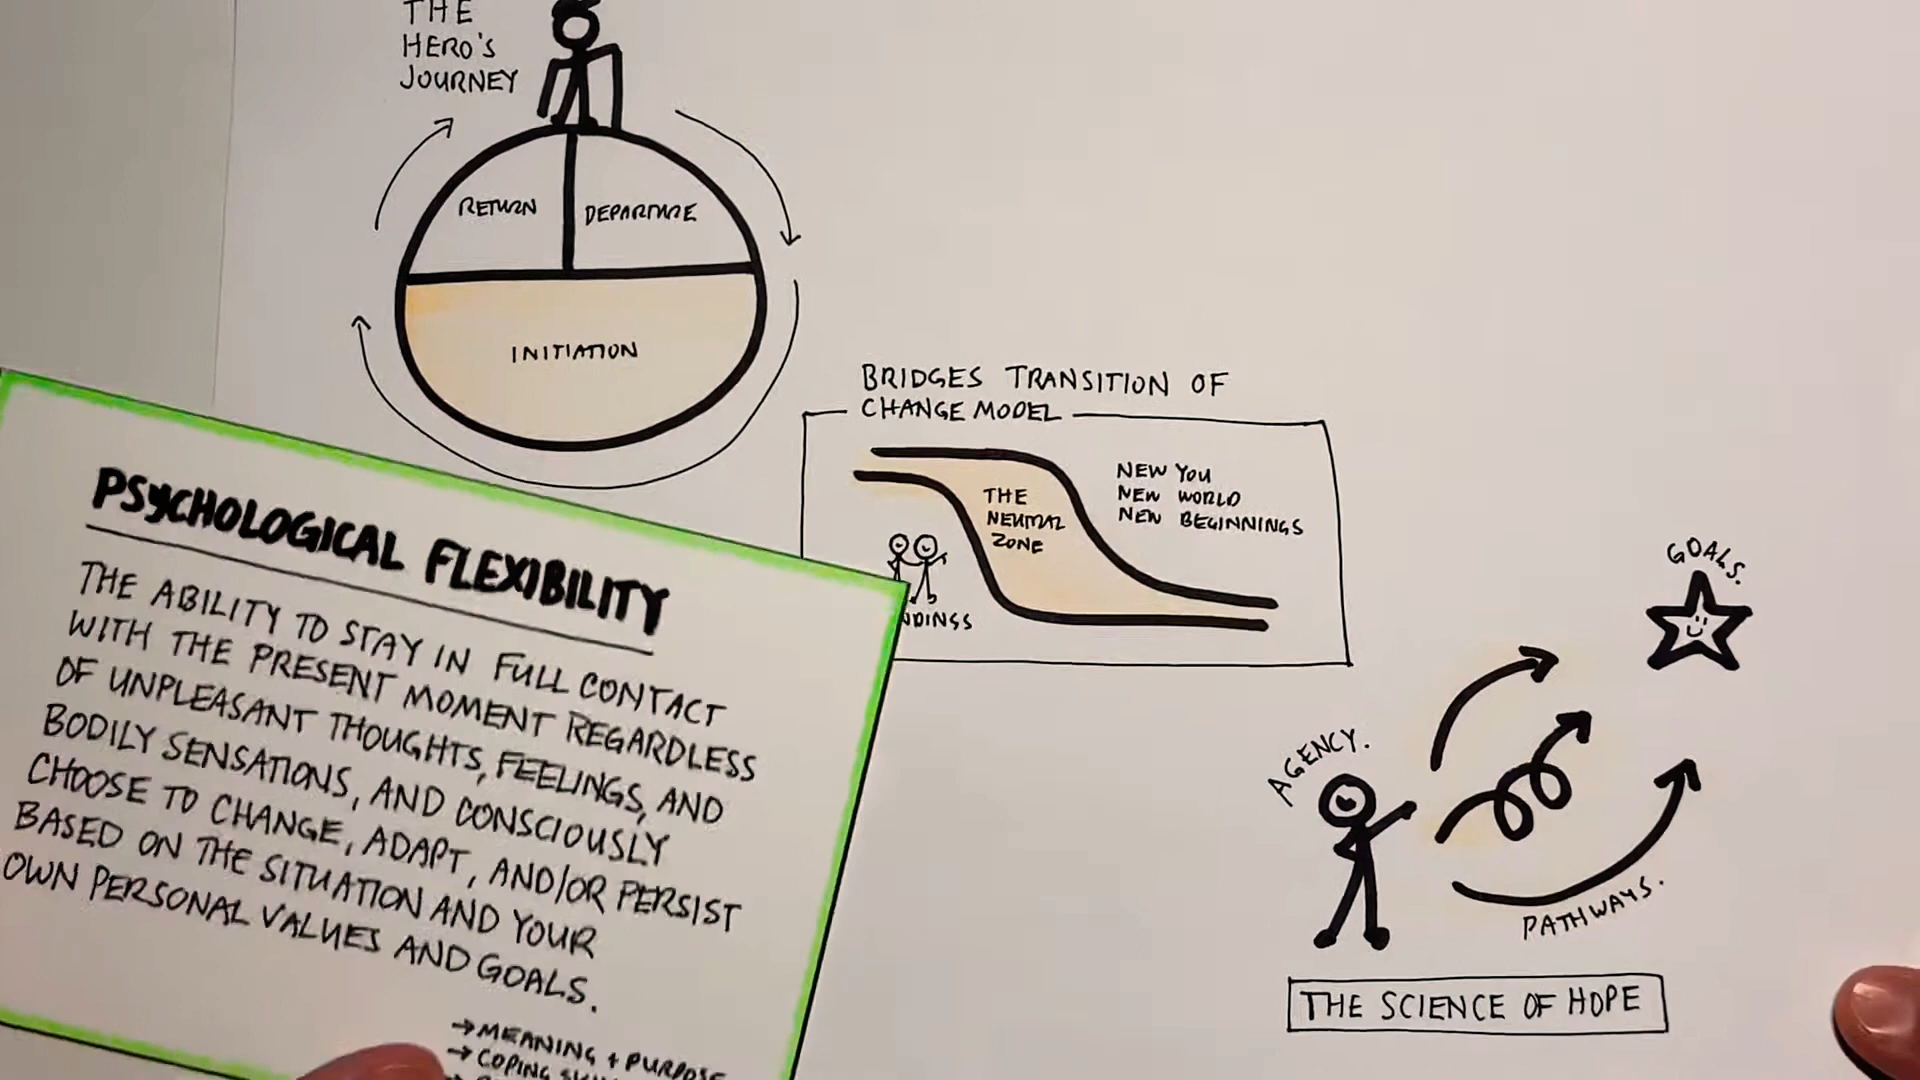 THE
HERO'S
JOURNEY
RETURN
DEPARTURE
INITIATION
BRIDGES TRANSITION OF
CHANGE MODEL
THE
NEUTRAL
ZONE
NEW YOU
NEW WORLD
NEW BEGINNINGS
NDINGS
PSYCHOLOGICAL FLEXIBILITY
THE ABILITY TO STAY IN FULL CONTACT
WITH THE PRESENT MOMENT REGARDLESS
OF UNPLEASANT THOUGHTS, FEELINGS, AND
BODILY SENSATIONS, AND CONSCIOUSLY
CHOOSE TO CHANGE, ADAPT, AND/OR PERSIST
BASED ON THE SITUATION AND YOUR
OWN PERSONAL VALUES AND GOALS.
→ MEANING + PURPOSE
→ COPING
GOALS.
AGENCY.
PATHWAYS.
THE SCIENCE OF HOPE